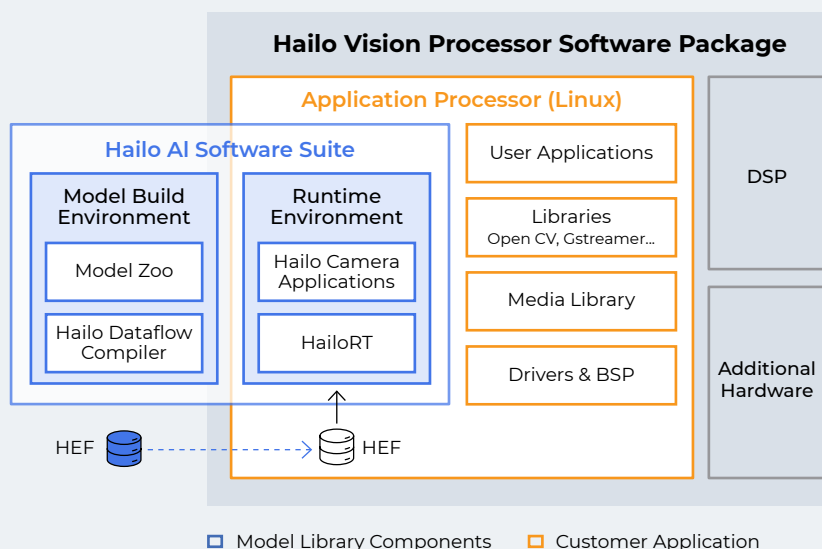 Hailo Vision Processor Software Package
Application Processor (Linux)
Hailo AI Software Suite
Model Build
Environment
Model Zoo
Hailo Dataflow
Compiler
Runtime
Environment
Hailo Camera
Applications
HailoRT
User Applications
Libraries
Open CV, Gstreamer...
Media Library
Drivers & BSP
DSP
Additional
Hardware
HEF
HEF
Model Library Components
Customer Application